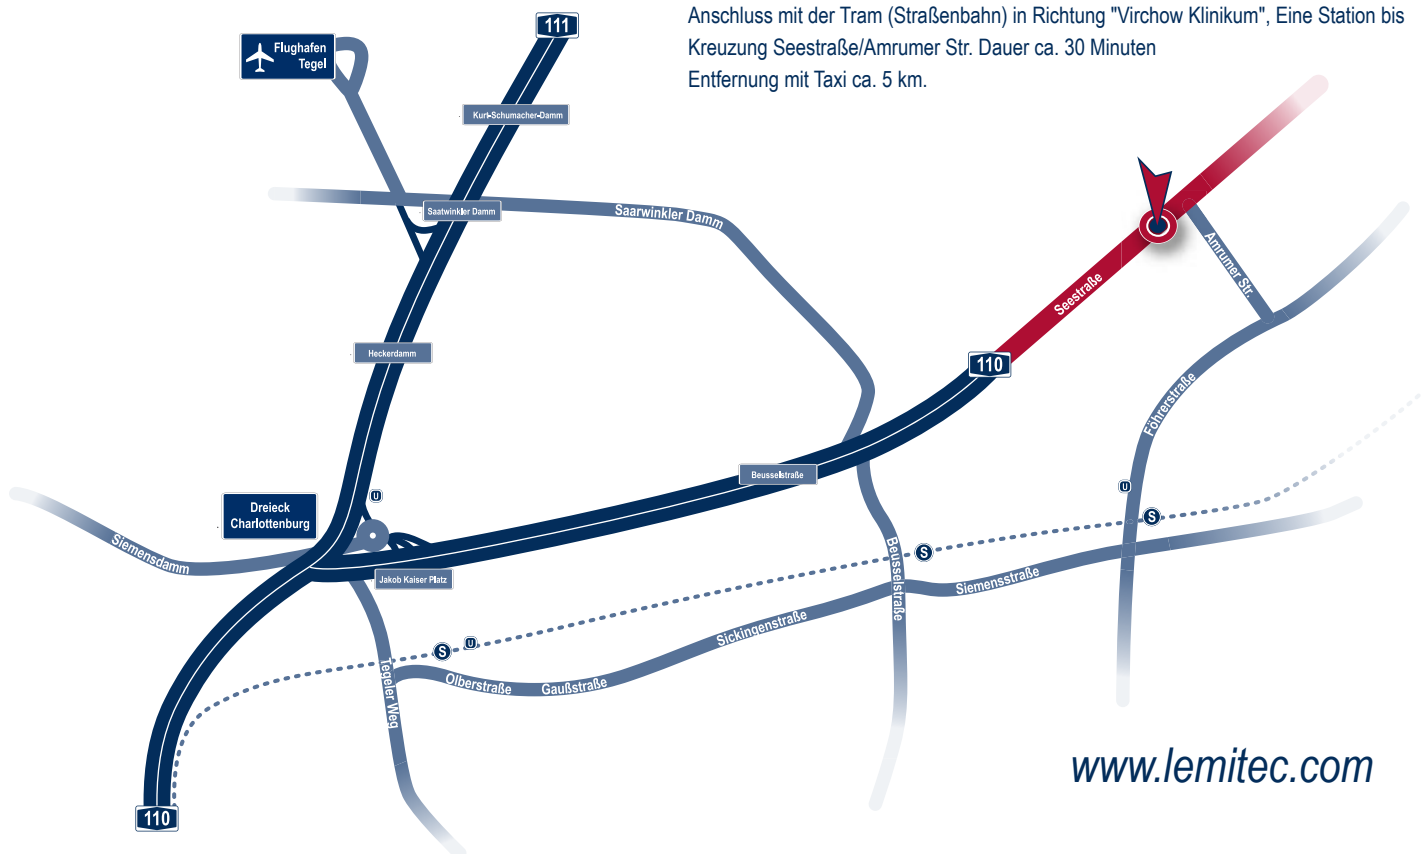 Anschluss mit der Tram (Straßenbahn) in Richtung "Virchow Klinikum", Eine Station bis
Kreuzung Seestraße/Amrumer Str. Dauer ca. 30 Minuten
Entfernung mit Taxi ca. 5 km.
111
Flughafen
Tegel
Kurt-Schumacher-Damm
Saatwinkler Damm
Saarwinkler Damm
Amrumer Str.
Seestraße
Heckerdamm
110
Föhrerstraße
Beusselstraße
U
U
Dreieck
Charlottenburg
S
Siemensdamm
S
Beusselstraße
Jakob Kaiser Platz
Siemensstraße
Sickingenstraße
S
U
Olberstraße
Gaußstraße
Tegeler Weg
www.lemitec.com
110